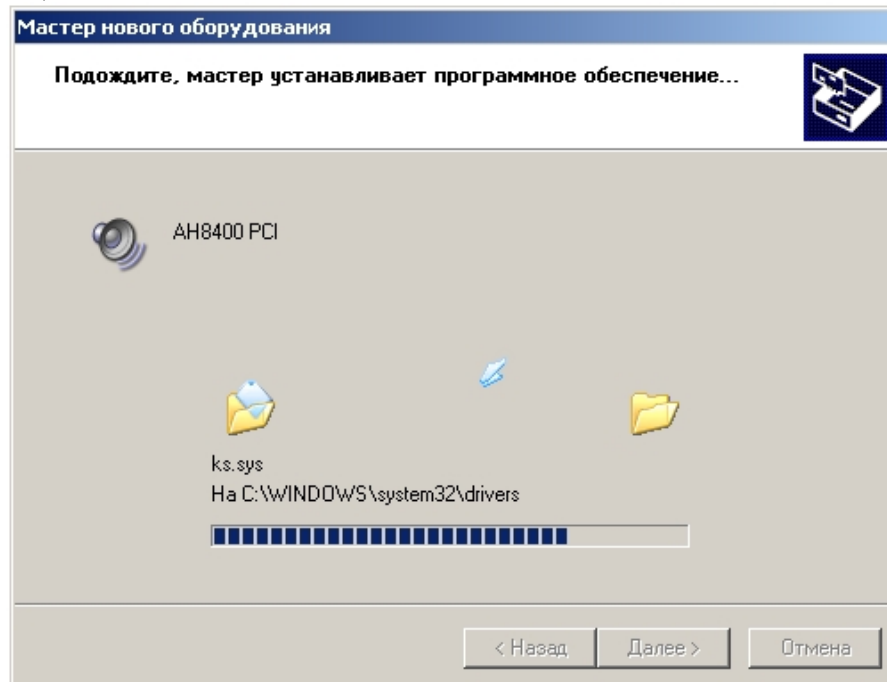 Мастер нового оборудования
Подождите, мастер устанавливает программное обеспечение...
AH8400 PCI
ks.sys
На C:\WINDOWS\system32\drivers
< Назад
Далее >
Отмена